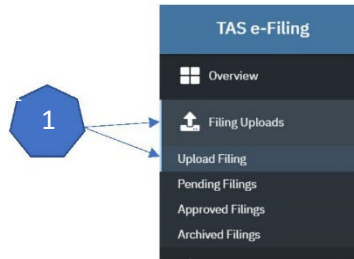 TAS e-Filing
Overview
1
Filing Uploads
Upload Filing
Pending Filings
Approved Filings
Archived Filings